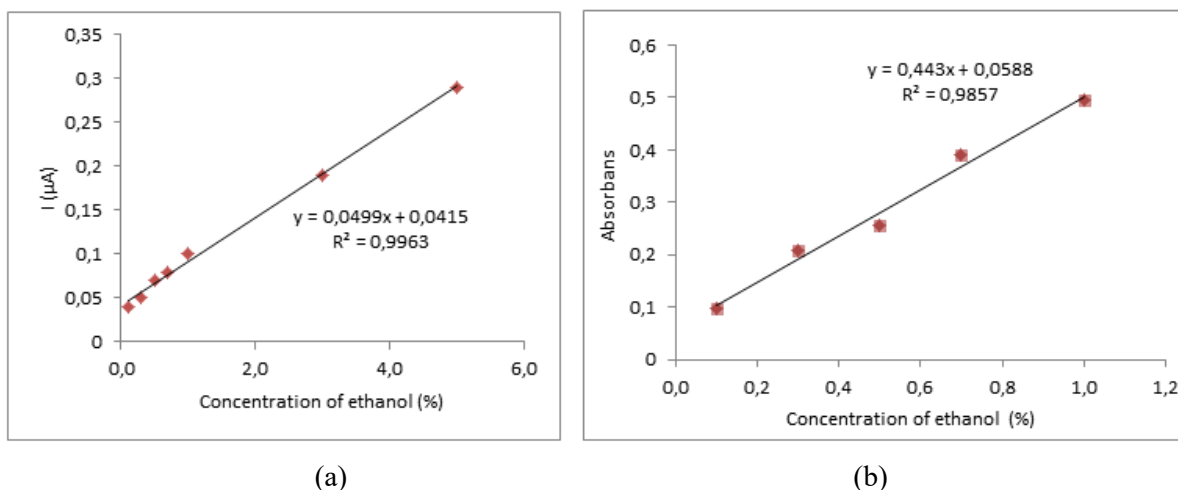 0,35
0,3
0,25
0,2
0,15
0,1
0,05
0
I (µA)
y = 0,0499x + 0,0415
R² = 0,9963
0,0 2,0 4,0 6,0
Concentration of ethanol (%)
(a)
0,6
0,5
0,4
0,3
0,2
0,1
0
Absorbans
y = 0,443x + 0,0588
R² = 0,9857
0,0 0,2 0,4 0,6 0,8 1,0 1,2
Concentration of ethanol (%)
(b)